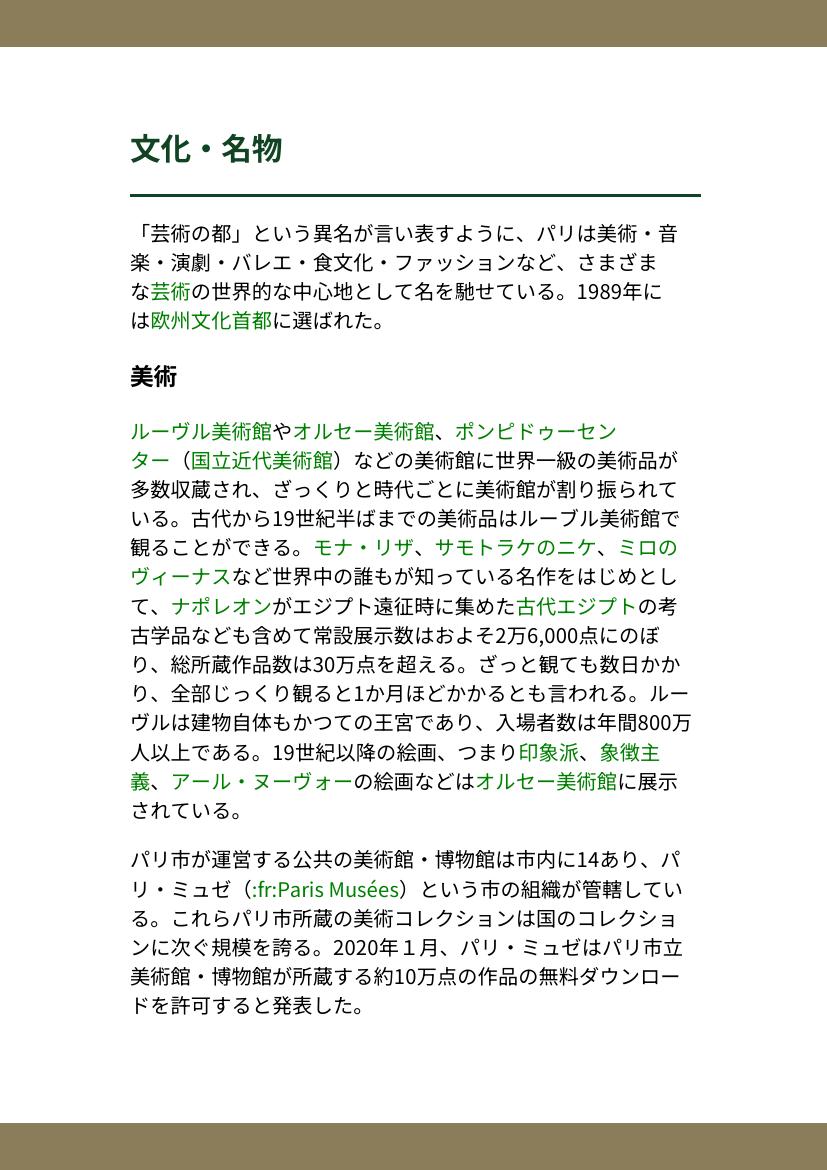 文化・名物
「芸術の都」という異名が言い表すように、パリは美術・音
楽・演劇・バレエ・食文化・ファッションなど、さまざま
な芸術の世界的な中心地として名を馳せている。1989年に
は欧州文化首都に選ばれた。
美術
ルーヴル美術館やオルセー美術館、ポンピドゥーセン
ター（国立近代美術館）などの美術館に世界一級の美術品が
多数収蔵され、ざっくりと時代ごとに美術館が割り振られて
いる。古代から19世紀半ばまでの美術品はルーブル美術館で
観ることができる。モナ・リザ、サモトラケのニケ、ミロの
ヴィーナスなど世界中の誰もが知っている名作をはじめとし
て、ナポレオンがエジプト遠征時に集めた古代エジプトの考
古学品なども含めて常設展示数はおよそ2万6,000点にのぼ
り、総所蔵作品数は30万点を超える。ざっと観ても数日かか
り、全部じっくり観ると1か月ほどかかるとも言われる。ルー
ヴルは建物自体もかつての王宮であり、入場者数は年間800万
人以上である。19世紀以降の絵画、つまり印象派、象徴主
義、アール・ヌーヴォーの絵画などはオルセー美術館に展示
されている。
パリ市が運営する公共の美術館・博物館は市内に14あり、パ
リ・ミュゼ（:fr:Paris Musées）という市の組織が管轄してい
る。これらパリ市所蔵の美術コレクションは国のコレクショ
ンに次ぐ規模を誇る。2020年１月、パリ・ミュゼはパリ市立
美術館・博物館が所蔵する約10万点の作品の無料ダウンロー
ドを許可すると発表した。